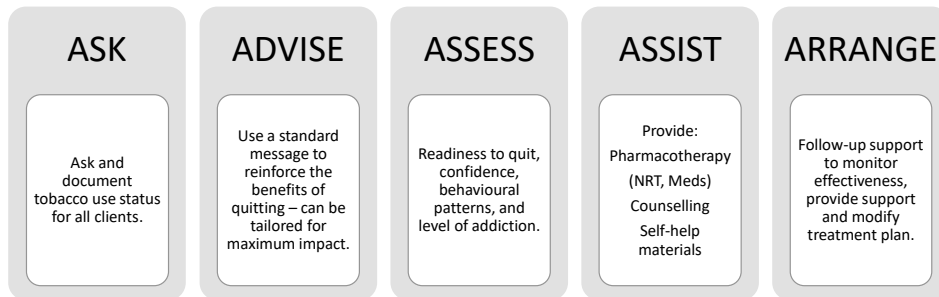 ASK
Ask and
document
tobacco use status
for all clients.
ADVISE
Use a standard
message to
reinforce the
benefits of
quitting – can be
tailored for
maximum impact.
ASSESS
Readiness to quit,
confidence,
behavioural
patterns, and
level of addiction.
ASSIST
Provide:
Pharmacotherapy
(NRT, Meds)
Counselling
Self-help
materials
ARRANGE
Follow-up support
to monitor
effectiveness,
provide support
and modify
treatment plan.